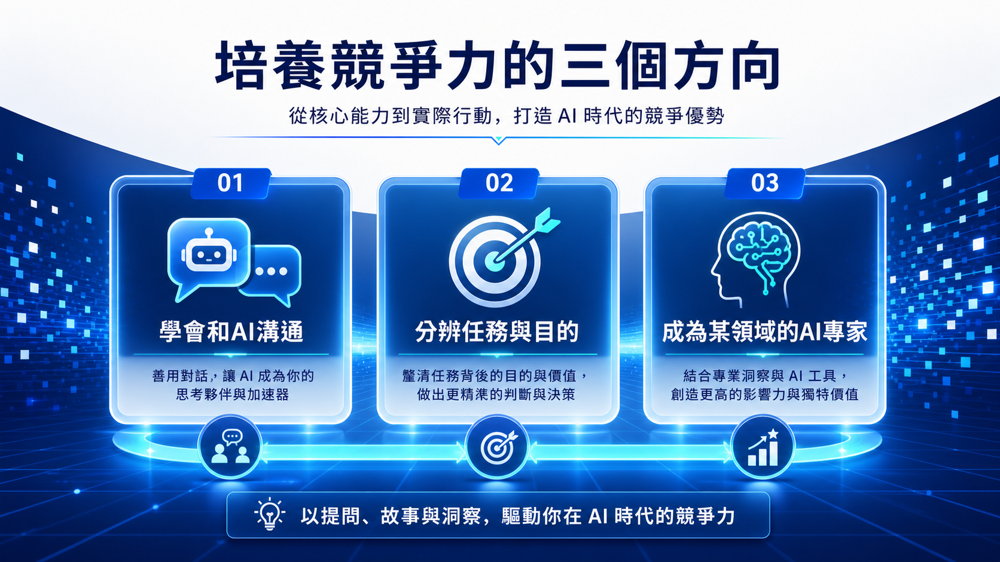 培養競爭力的三個方向
從核心能力到實際行動，打造 AI 時代的競爭優勢
01
學會和AI溝通
善用對話，讓 AI 成為你的
思考夥伴與加速器
02
分辨任務與目的
釐清任務背後的目的與價值，
做出更精準的判斷與決策
03
成為某領域的AI專家
結合專業洞察與 AI 工具，
創造更高的影響力與獨特價值
以提問、故事與洞察，驅動你在 AI 時代的競爭力